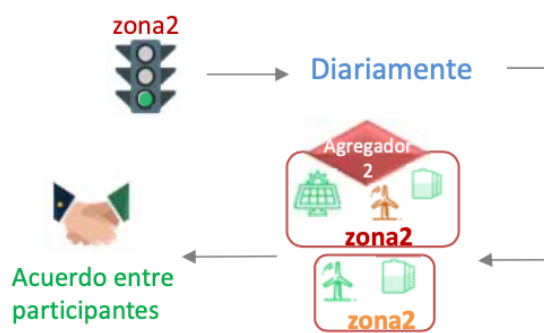 zona2
Diariamente
Agregador
2
zona2
Acuerdo entre
participantes
zona2